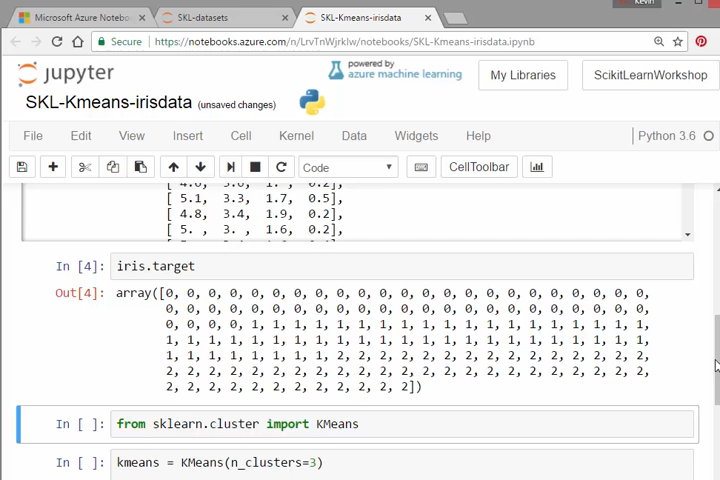 Kevin
Microsoft Azure Notebo
SKL-datasets
SKL-Kmeans-irisdata
Secure
https://notebooks.azure.com/n/LrvTnWjrklw/notebooks/SKL-Kmeans-irisdata.ipynb
jupyter
powered by
azure machine learning
My Libraries
ScikitLearnWorkshop
SKL-Kmeans-irisdata (unsaved changes)
File Edit View Insert Cell Kernel Data Widgets Help
Python 3.6
Code
CellToolbar
[ 5.1, 3.3, 1.7, 0.5],
[ 4.8, 3.4, 1.9, 0.2],
[ 5. , 3. , 1.6, 0.2],
In [4]: iris.target
Out[4]: array([0, 0, 0, 0, 0, 0, 0, 0, 0, 0, 0, 0, 0, 0, 0, 0, 0, 0, 0, 0, 0, 0,
0, 0, 0, 0, 0, 0, 0, 0, 0, 0, 0, 0, 0, 0, 0, 0, 0, 0, 0, 0, 0, 0,
0, 0, 0, 0, 0, 0, 1, 1, 1, 1, 1, 1, 1, 1, 1, 1, 1, 1, 1, 1, 1, 1,
1, 1, 1, 1, 1, 1, 1, 1, 1, 1, 1, 1, 1, 1, 1, 1, 1, 1, 1, 1, 1, 1,
1, 1, 1, 1, 1, 1, 1, 1, 1, 1, 1, 1, 2, 2, 2, 2, 2, 2, 2, 2, 2, 2,
2, 2, 2, 2, 2, 2, 2, 2, 2, 2, 2, 2, 2, 2, 2, 2, 2, 2, 2, 2, 2, 2,
2, 2, 2, 2, 2, 2, 2, 2, 2, 2, 2, 2])
In [ ]: from sklearn.cluster import KMeans
In [ ]: kmeans = KMeans(n_clusters=3)